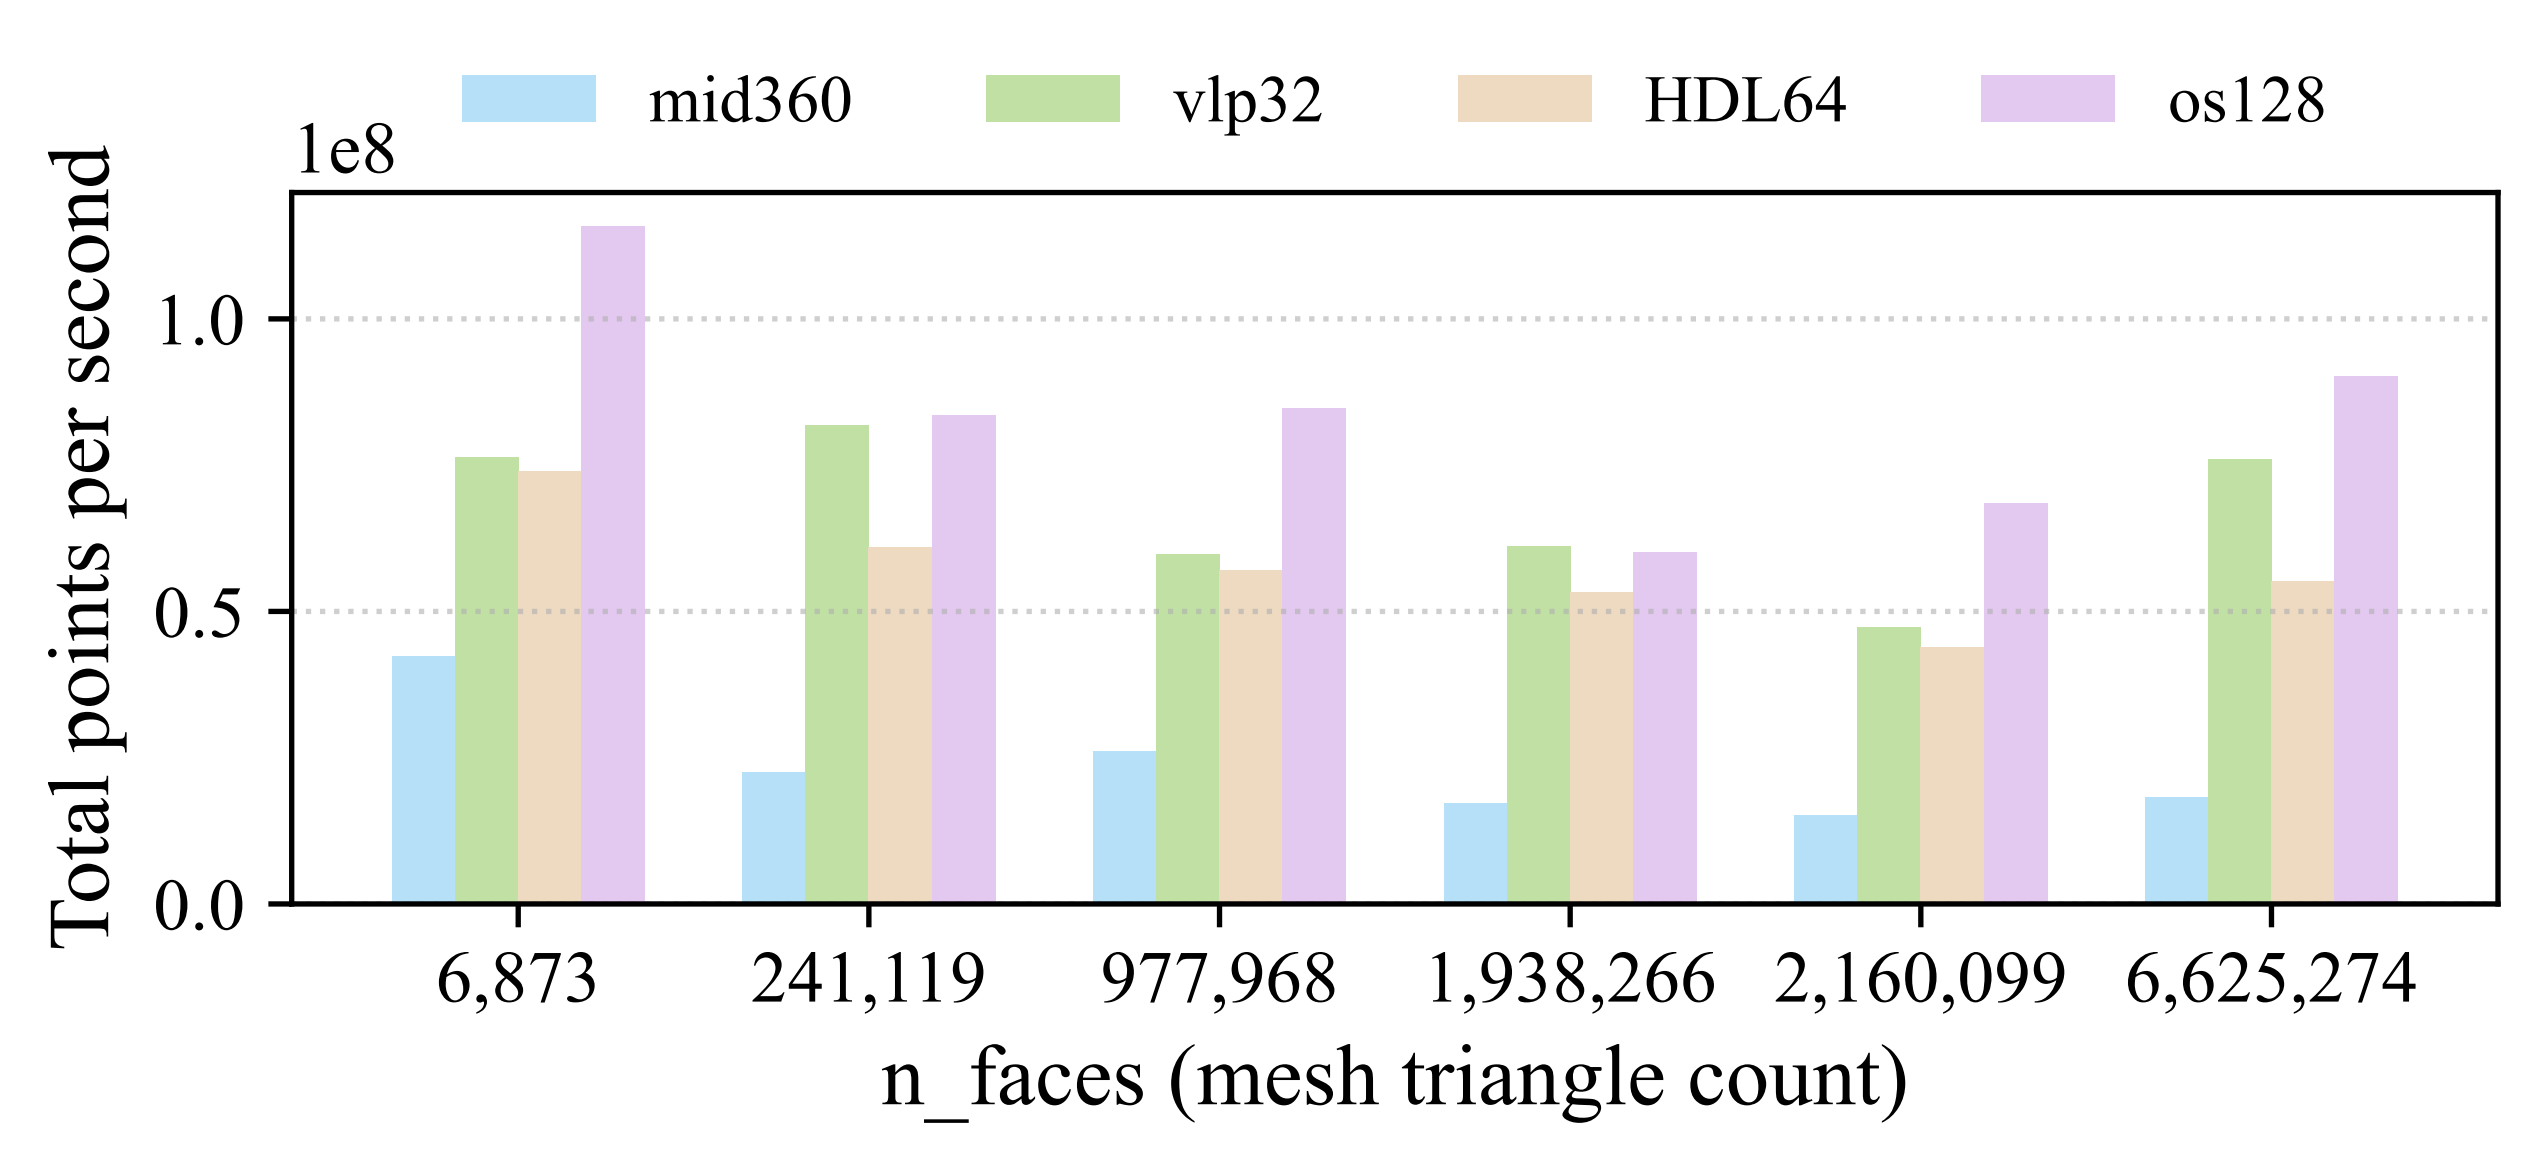 mid360 vlp32 HDL64 os128
1e8
Total points per second
1.0
0.5
0.0
6,873 241,119 977,968 1,938,266 2,160,099 6,625,274
n_faces (mesh triangle count)